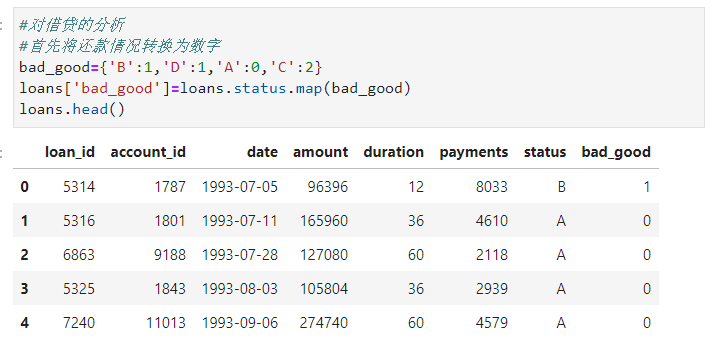 #对借贷的分析
#首先将还款情况转换为数字
bad_good={'B':1,'D':1,'A':0,'C':2}
loans['bad_good']=loans.status.map(bad_good)
loans.head()
loan_id account_id date amount duration payments status bad_good
0 5314 1787 1993-07-05 96396 12 8033 B 1
1 5316 1801 1993-07-11 165960 36 4610 A 0
2 6863 9188 1993-07-28 127080 60 2118 A 0
3 5325 1843 1993-08-03 105804 36 2939 A 0
4 7240 11013 1993-09-06 274740 60 4579 A 0